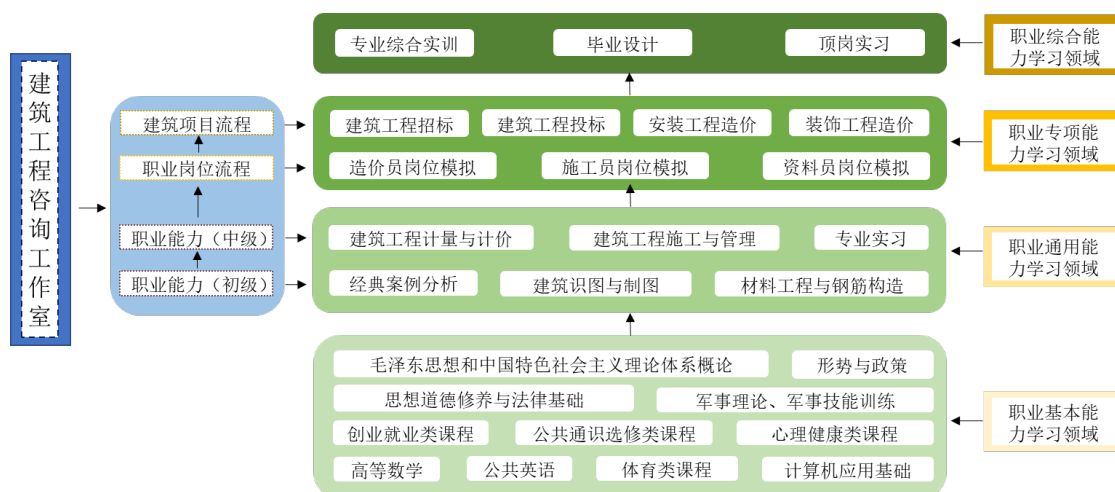 建筑工程咨询工作室
建筑项目流程
职业岗位流程
职业能力（中级）
职业能力（初级）
专业综合实训
毕业设计
顶岗实习
建筑工程招标
建筑工程投标
安装工程造价
装饰工程造价
造价员岗位模拟
施工员岗位模拟
资料员岗位模拟
建筑工程计量与计价
建筑工程施工与管理
专业实习
经典案例分析
建筑识图与制图
材料工程与钢筋构造
毛泽东思想和中国特色社会主义理论体系概论
形势与政策
思想道德修养与法律基础
军事理论、军事技能训练
创业就业类课程
公共通识选修类课程
心理健康类课程
高等数学
公共英语
体育类课程
计算机应用基础
职业综合能
力学习领域
职业专项能
力学习领域
职业通用能
力学习领域
职业基本能
力学习领域